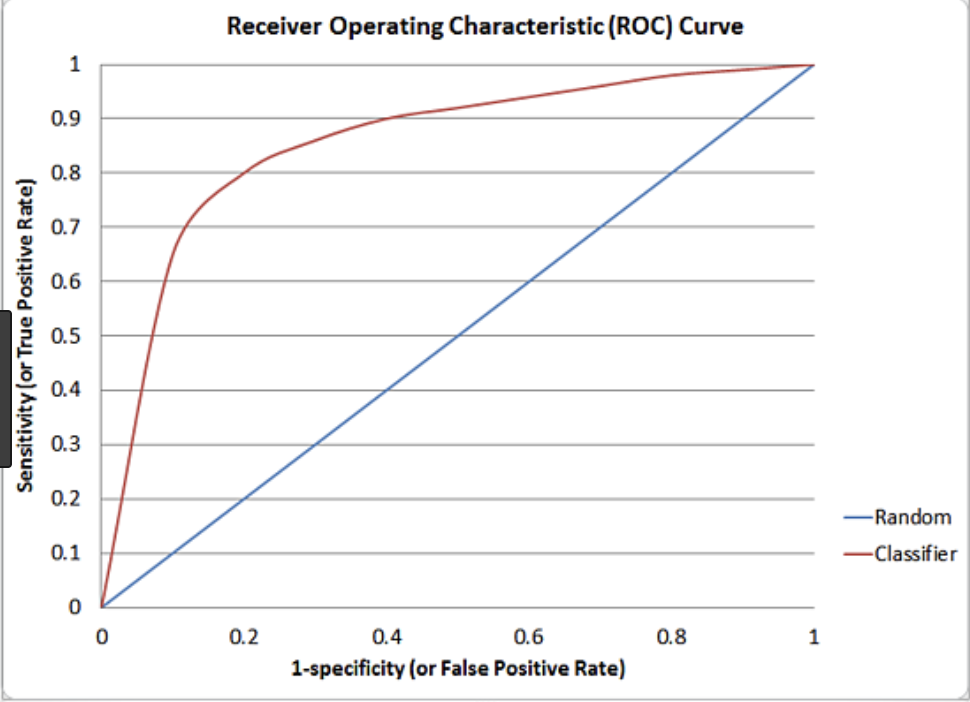 Receiver Operating Characteristic (ROC) Curve
Sensitivity (or True Positive Rate)
1
0.9
0.8
0.7
0.6
0.5
0.4
0.3
0.2
0.1
0
0 0.2 0.4 0.6 0.8 1
1-specificity (or False Positive Rate)
Random
Classifier